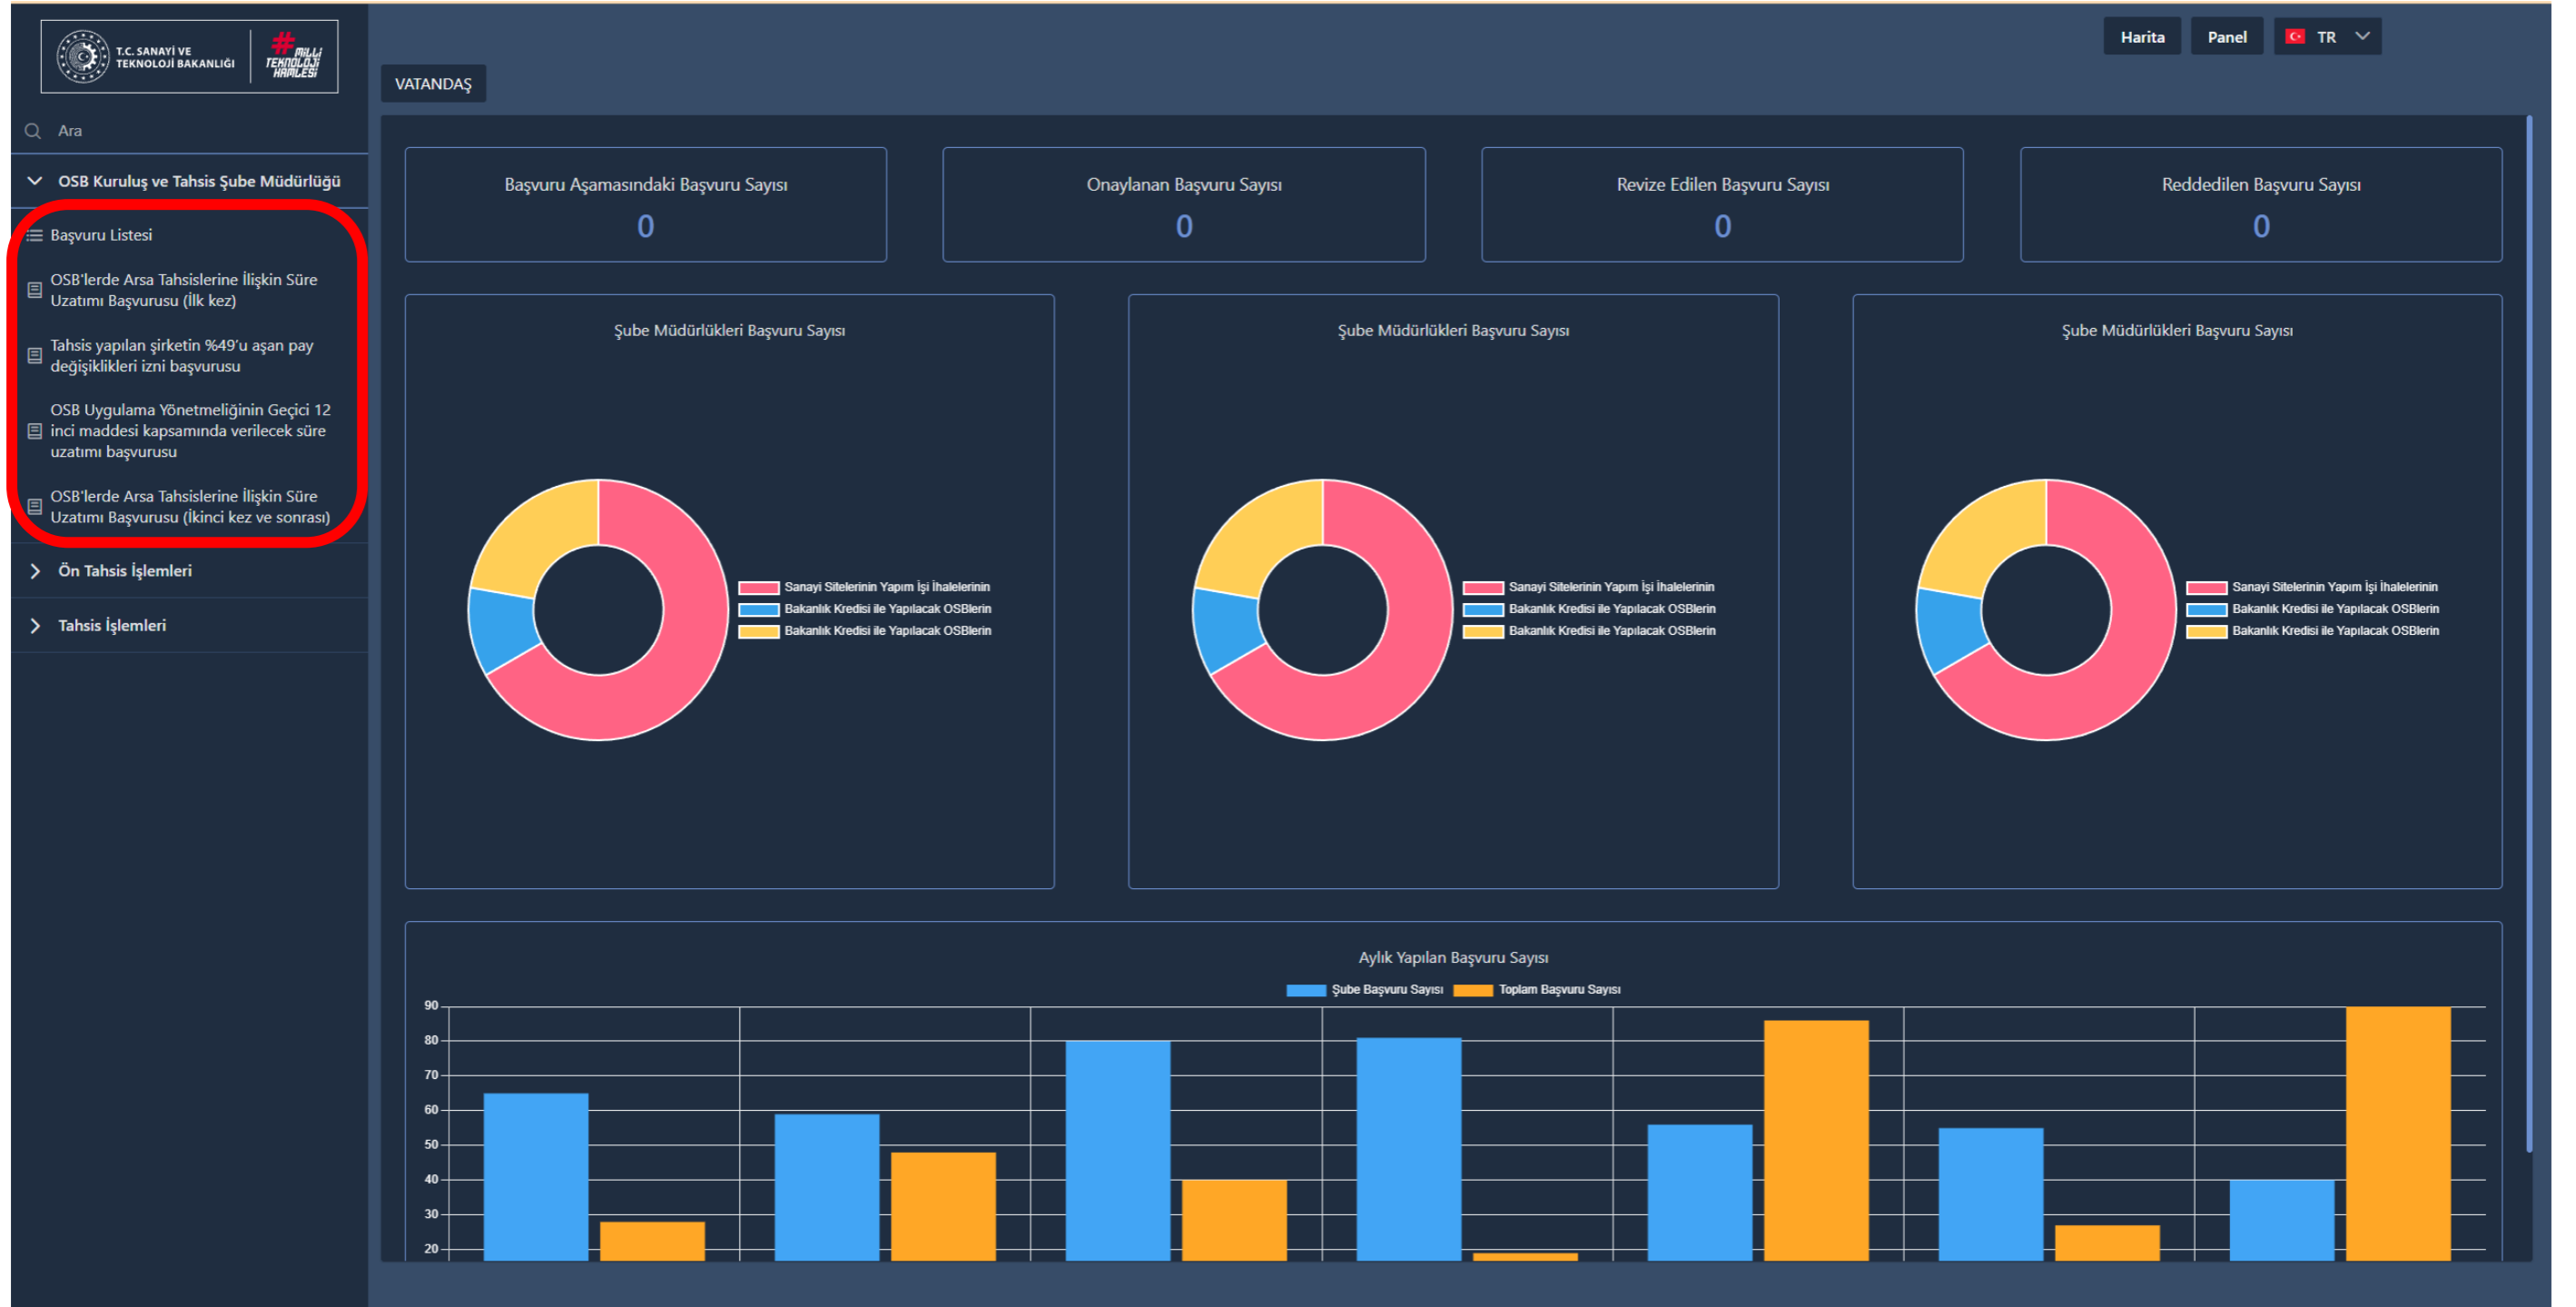 T.C. SANAYİ VE
TEKNOLOJİ BAKANLIĞI
#MİLLİ
TEKNOLOJİ
HAMLESİ
Harita
Panel
TR
VATANDAŞ
Ara
OSB Kuruluş ve Tahsis Şube Müdürlüğü
Başvuru Listesi
OSB'lerde Arsa Tahsislerine İlişkin Süre
Uzatımı Başvurusu (İlk kez)
Tahsis yapılan şirketin %49'u aşan pay
değişiklikleri izni başvurusu
OSB Uygulama Yönetmeliğinin Geçici 12
inci maddesi kapsamında verilecek süre
uzatımı başvurusu
OSB'lerde Arsa Tahsislerine İlişkin Süre
Uzatımı Başvurusu (İkinci kez ve sonrası)
Ön Tahsis İşlemleri
Tahsis İşlemleri
Başvuru Aşamasındaki Başvuru Sayısı
0
Onaylanan Başvuru Sayısı
0
Revize Edilen Başvuru Sayısı
0
Reddedilen Başvuru Sayısı
0
Şube Müdürlükleri Başvuru Sayısı
Sanayi Sitelerinin Yapım İşi İhalelerinin
Bakanlık Kredisi ile Yapılacak OSBlerin
Bakanlık Kredisi ile Yapılacak OSBlerin
Şube Müdürlükleri Başvuru Sayısı
Sanayi Sitelerinin Yapım İşi İhalelerinin
Bakanlık Kredisi ile Yapılacak OSBlerin
Bakanlık Kredisi ile Yapılacak OSBlerin
Şube Müdürlükleri Başvuru Sayısı
Sanayi Sitelerinin Yapım İşi İhalelerinin
Bakanlık Kredisi ile Yapılacak OSBlerin
Bakanlık Kredisi ile Yapılacak OSBlerin
Aylık Yapılan Başvuru Sayısı
Şube Başvuru Sayısı
Toplam Başvuru Sayısı
90
80
70
60
50
40
30
20